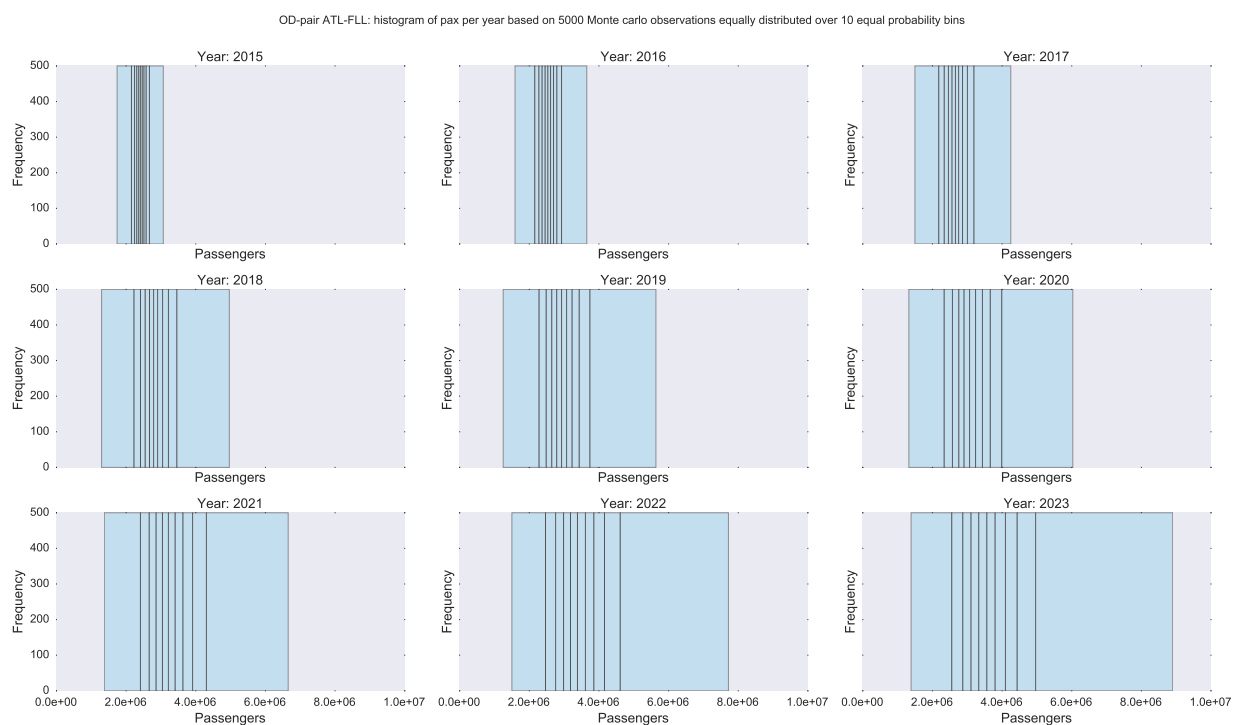 OD-pair ATL-FLL: histogram of pax per year based on 5000 Monte carlo observations equally distributed over 10 equal probability bins
Year: 2015
Year: 2016
Year: 2017
500
400
300
200
100
0
Frequency
Frequency
Frequency
Passengers
Passengers
Passengers
Year: 2018
Year: 2019
Year: 2020
500
400
300
200
100
0
Frequency
Frequency
Frequency
Passengers
Passengers
Passengers
Year: 2021
Year: 2022
Year: 2023
500
400
300
200
100
0
Frequency
Frequency
Frequency
0.0e+00 2.0e+06 4.0e+06 6.0e+06 8.0e+06 1.0e+07
0.0e+00 2.0e+06 4.0e+06 6.0e+06 8.0e+06 1.0e+07
0.0e+00 2.0e+06 4.0e+06 6.0e+06 8.0e+06 1.0e+07
Passengers
Passengers
Passengers